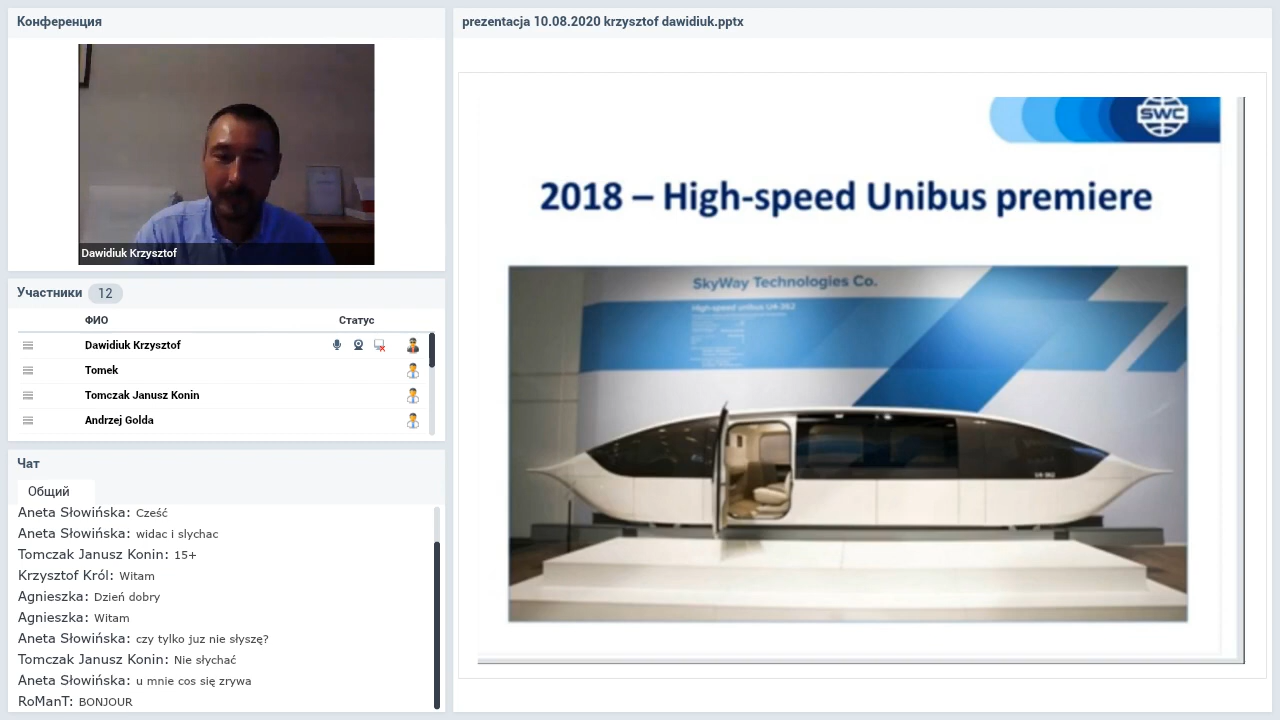 Конференция
Dawidiuk Krzysztof
Участники 12
ФИО Статус
Dawidiuk Krzysztof
Tomek
Tomczak Janusz Konin
Andrzej Golda
Чат
Общий
Aneta Słowińska: Cześć
Aneta Słowińska: widac i slychac
Tomczak Janusz Konin: 15+
Krzysztof Król: Witam
Agnieszka: Dzień dobry
Agnieszka: Witam
Aneta Słowińska: czy tylko juz nie słyszę?
Tomczak Janusz Konin: Nie słychać
Aneta Słowińska: u mnie cos się zrywa
RoManT: BONJOUR
prezentacja 10.08.2020 krzysztof dawidiuk.pptx
SWC
2018 – High-speed Unibus premiere
SkyWay Technologies Co.
High-speed unibus